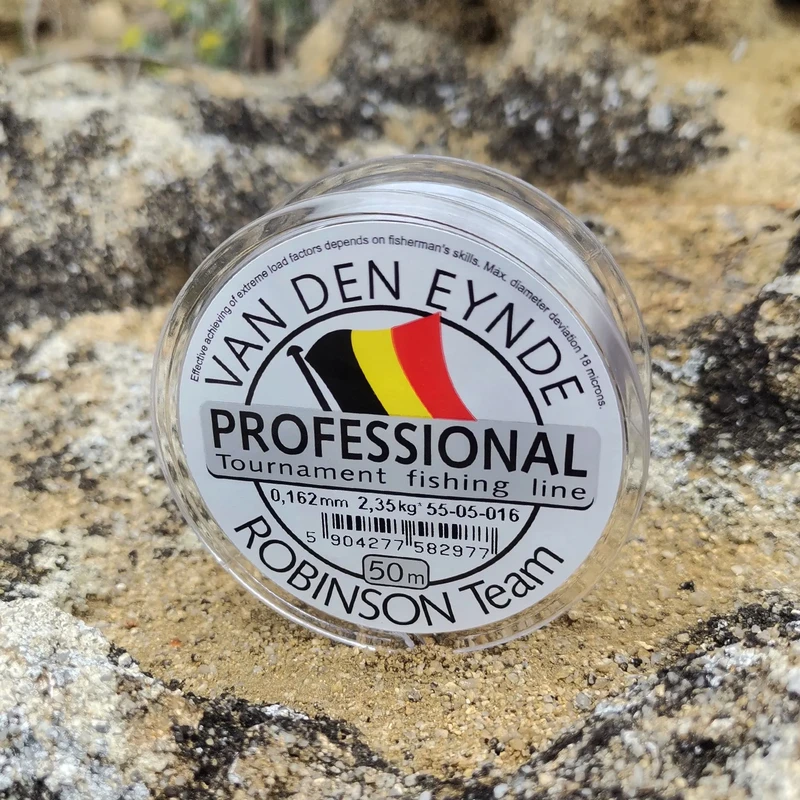 Effective achieving of extreme load factors depends on fisherman's skills. Max. diameter deviation 18 microns.
VAN DEN EYNDE
PROFESSIONAL
Tournament fishing line
0,162mm 2,35kg* 55-05-016
5 904277 582977
50m
ROBINSON Team